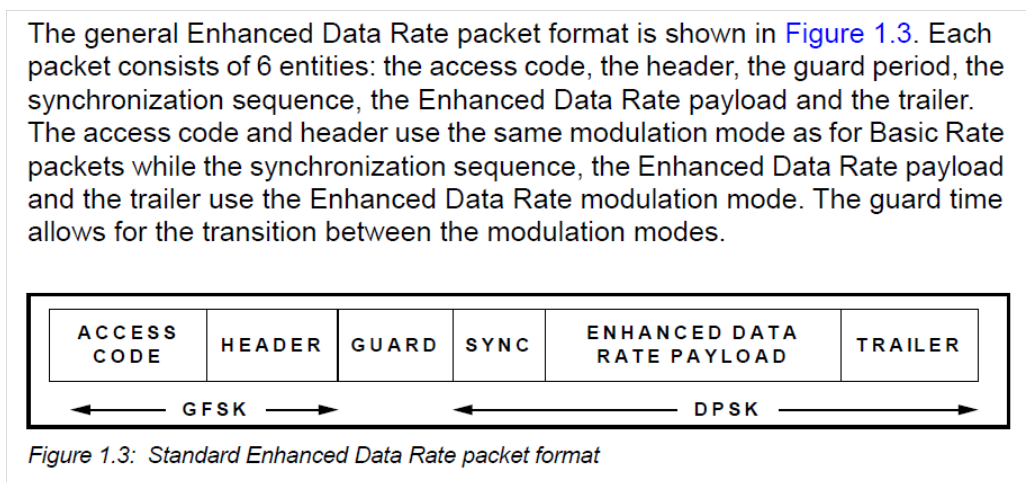 The general Enhanced Data Rate packet format is shown in Figure 1.3. Each
packet consists of 6 entities: the access code, the header, the guard period, the
synchronization sequence, the Enhanced Data Rate payload and the trailer.
The access code and header use the same modulation mode as for Basic Rate
packets while the synchronization sequence, the Enhanced Data Rate payload
and the trailer use the Enhanced Data Rate modulation mode. The guard time
allows for the transition between the modulation modes.
ACCESS
CODE
HEADER
GUARD
SYNC
ENHANCED DATA
RATE PAYLOAD
TRAILER
GFSK
DPSK
Figure 1.3: Standard Enhanced Data Rate packet format